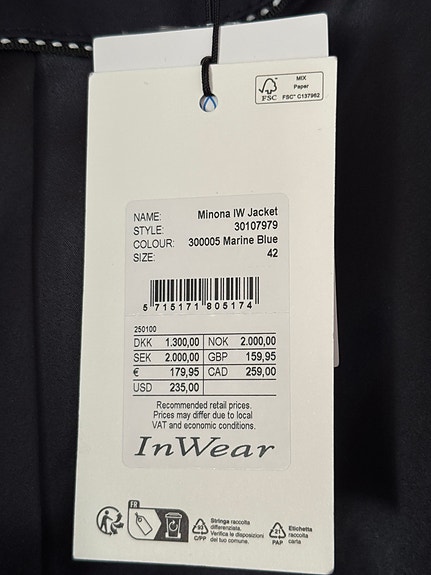 MIX
Paper
FSC
FSC® C137982
NAME: Minona IW Jacket
STYLE: 30107979
COLOUR: 300005 Marine Blue
SIZE: 42
5 715171 805174
250100
DKK 1.300,00 NOK 2.000,00
SEK 2.000,00 GBP 159,95
€ 179,95 CAD 259,00
USD 235,00
Recommended retail prices.
Prices may differ due to local
VAT and economic conditions.
InWear
FR
Stringa raccolta
differenziata.
Verifica le disposizioni
del tuo comune.
C/PP
21
PAP
Etichetta
raccolta
carta